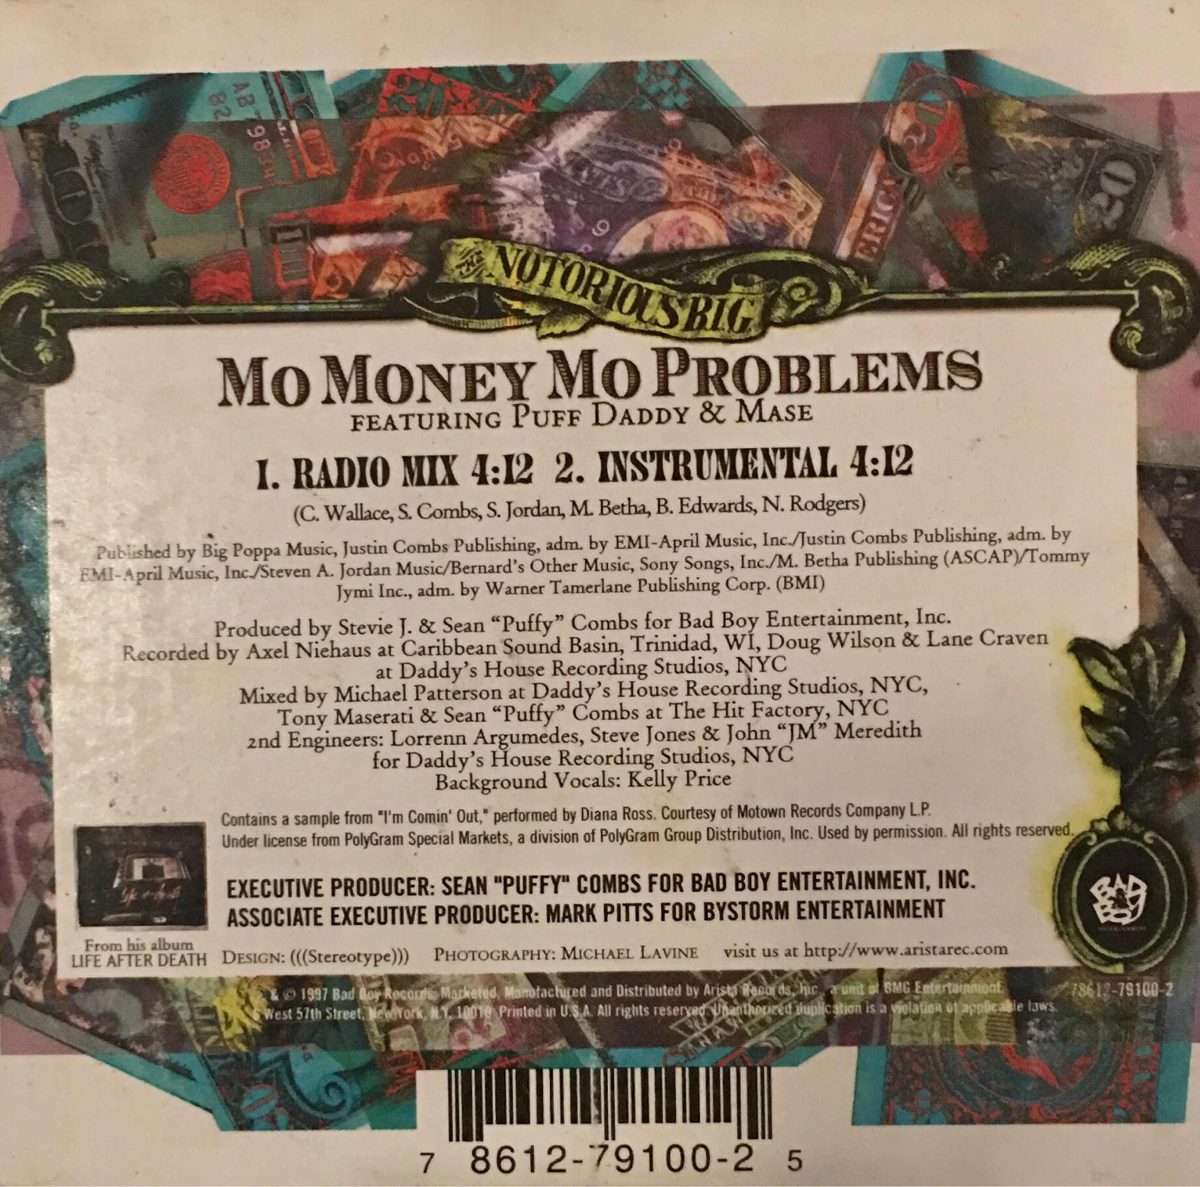 AB
82
9804
THE NOTORIOUS BIG
ERICA
MO MONEY MO PROBLEMS
FEATURING PUFF DADDY & MASE
1. RADIO MIX 4:12 2. INSTRUMENTAL 4:12
(C. Wallace, S. Combs, S. Jordan, M. Betha, B. Edwards, N. Rodgers)
Published by Big Poppa Music, Justin Combs Publishing, adm. by EMI-April Music, Inc./Justin Combs Publishing, adm. by
EMI-April Music, Inc./Steven A. Jordan Music/Bernard's Other Music, Sony Songs, Inc./M. Betha Publishing (ASCAP)/Tommy
Jymi Inc., adm. by Warner Tamerlane Publishing Corp. (BMI)
Produced by Stevie J. & Sean "Puffy" Combs for Bad Boy Entertainment, Inc.
Recorded by Axel Niehaus at Caribbean Sound Basin, Trinidad, WI, Doug Wilson & Lane Craven
at Daddy's House Recording Studios, NYC
Mixed by Michael Patterson at Daddy's House Recording Studios, NYC,
Tony Maserati & Sean "Puffy" Combs at The Hit Factory, NYC
2nd Engineers: Lorrenn Argumedes, Steve Jones & John "JM" Meredith
for Daddy's House Recording Studios, NYC
Background Vocals: Kelly Price
Contains a sample from "I'm Comin' Out," performed by Diana Ross. Courtesy of Motown Records Company L.P.
Under license from PolyGram Special Markets, a division of PolyGram Group Distribution, Inc. Used by permission. All rights reserved.
EXECUTIVE PRODUCER: SEAN "PUFFY" COMBS FOR BAD BOY ENTERTAINMENT, INC.
ASSOCIATE EXECUTIVE PRODUCER: MARK PITTS FOR BYSTORM ENTERTAINMENT
BAD BOY
ENTERTAINMENT
From his album
LIFE AFTER DEATH
DESIGN: (((Stereotype))) PHOTOGRAPHY: MICHAEL LAVINE visit us at http://www.aristarec.com
& © 1997 Bad Boy Records. Marketed, Manufactured and Distributed by Arista Records, Inc., a unit of BMG Entertainment
78612-79100-2
6 West 57th Street, New York, N.Y. 10019. Printed in U.S.A. All rights reserved. Unauthorized duplication is a violation of applicable laws.
7 8612-79100-2 5